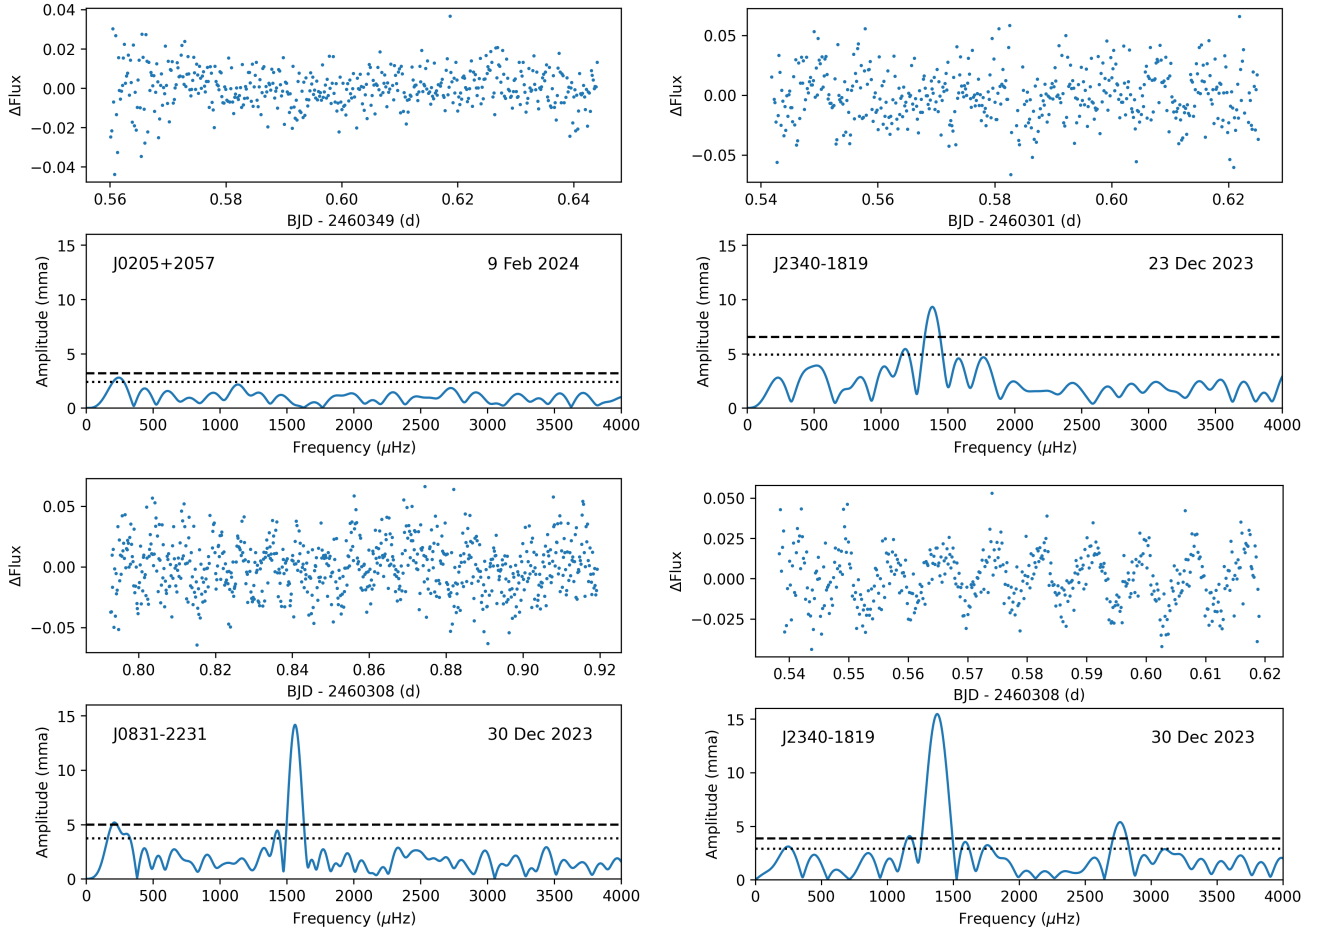 0.04
0.02
0.00
−0.02
−0.04
ΔFlux
0.56 0.58 0.60 0.62 0.64
BJD - 2460349 (d)
15
10
5
0
Amplitude (mma)
J0205+2057 9 Feb 2024
0 500 1000 1500 2000 2500 3000 3500 4000
Frequency (μHz)
0.05
0.00
−0.05
ΔFlux
0.54 0.56 0.58 0.60 0.62
BJD - 2460301 (d)
15
10
5
0
Amplitude (mma)
J2340-1819 23 Dec 2023
0 500 1000 1500 2000 2500 3000 3500 4000
Frequency (μHz)
0.05
0.00
−0.05
ΔFlux
0.80 0.82 0.84 0.86 0.88 0.90 0.92
BJD - 2460308 (d)
15
10
5
0
Amplitude (mma)
J0831-2231 30 Dec 2023
0 500 1000 1500 2000 2500 3000 3500 4000
Frequency (μHz)
0.050
0.025
0.000
−0.025
ΔFlux
0.54 0.55 0.56 0.57 0.58 0.59 0.60 0.61 0.62
BJD - 2460308 (d)
15
10
5
0
Amplitude (mma)
J2340-1819 30 Dec 2023
0 500 1000 1500 2000 2500 3000 3500 4000
Frequency (μHz)